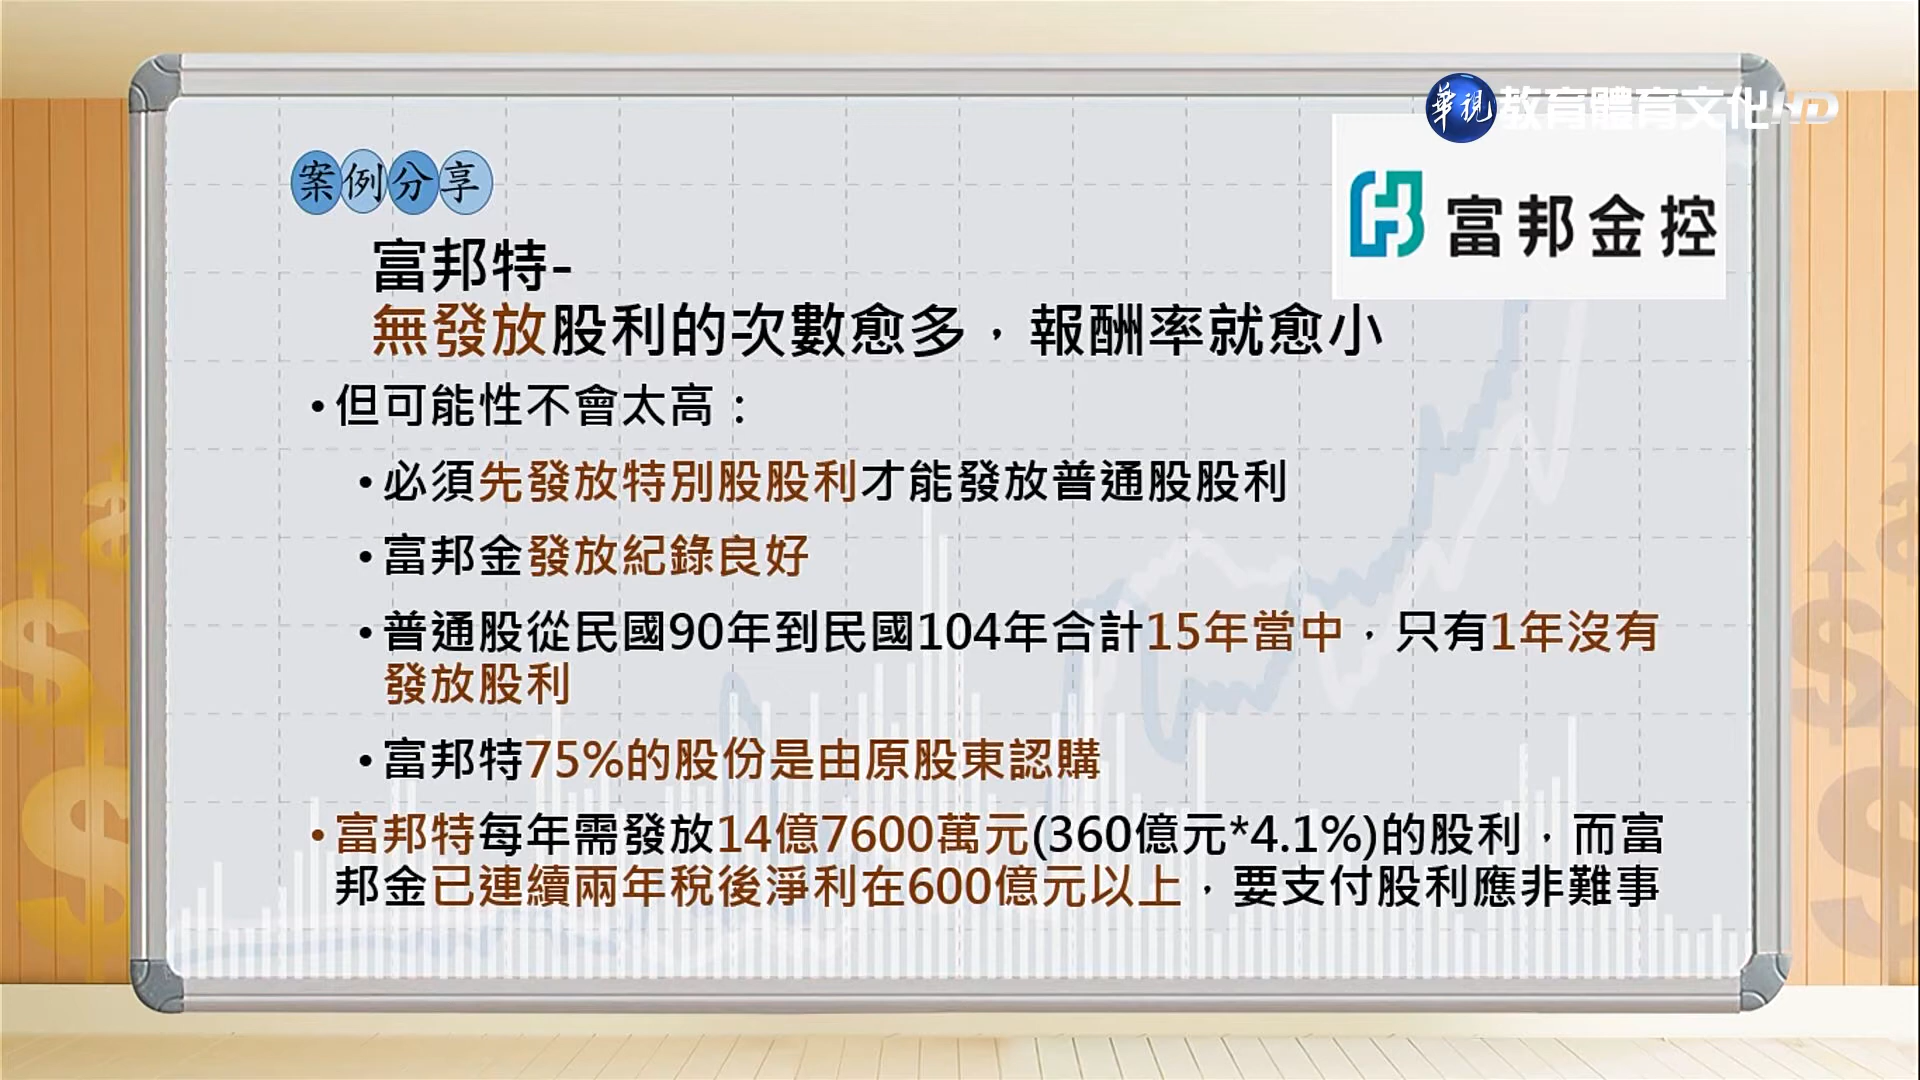 華視 教育體育文化HD
富邦金控
案例分享
富邦特-
無發放股利的次數愈多，報酬率就愈小
•但可能性不會太高：
•必須先發放特別股股利才能發放普通股股利
•富邦金發放紀錄良好
•普通股從民國90年到民國104年合計15年當中，只有1年沒有
發放股利
•富邦特75%的股份是由原股東認購
•富邦特每年需發放14億7600萬元(360億元*4.1%)的股利，而富
邦金已連續兩年稅後淨利在600億元以上，要支付股利應非難事